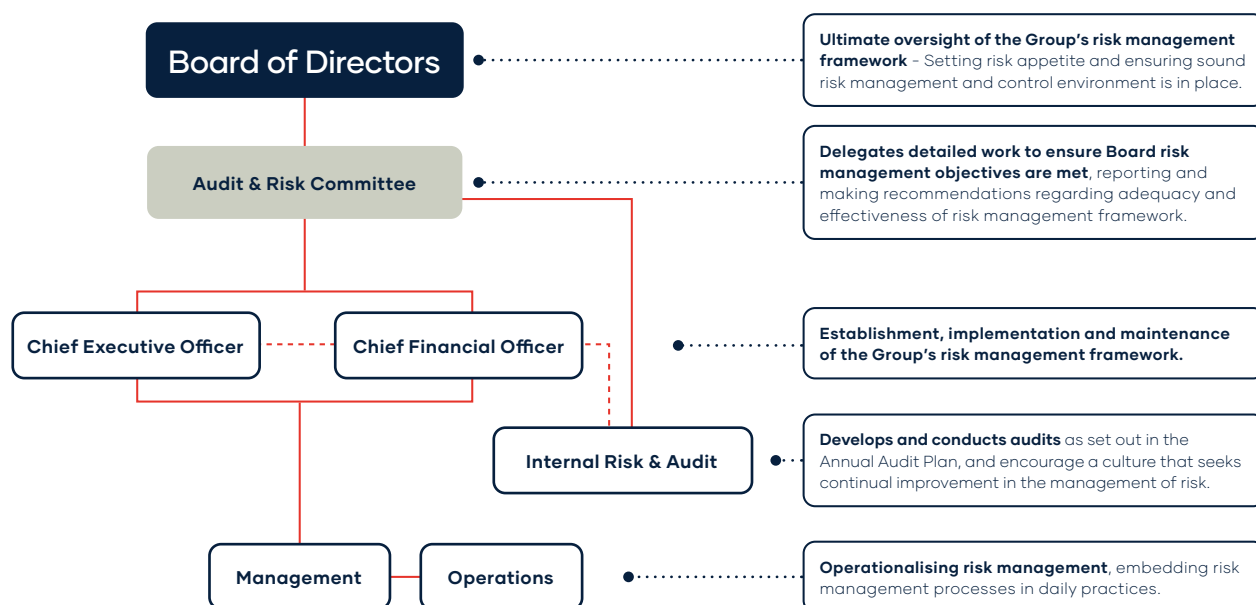 Board of Directors
Ultimate oversight of the Group’s risk management
framework - Setting risk appetite and ensuring sound
risk management and control environment is in place.
Audit & Risk Committee
Delegates detailed work to ensure Board risk
management objectives are met, reporting and
making recommendations regarding adequacy and
effectiveness of risk management framework.
Chief Executive Officer
Chief Financial Officer
Establishment, implementation and maintenance
of the Group’s risk management framework.
Internal Risk & Audit
Develops and conducts audits as set out in the
Annual Audit Plan, and encourage a culture that seeks
continual improvement in the management of risk.
Management
Operations
Operationalising risk management, embedding risk
management processes in daily practices.